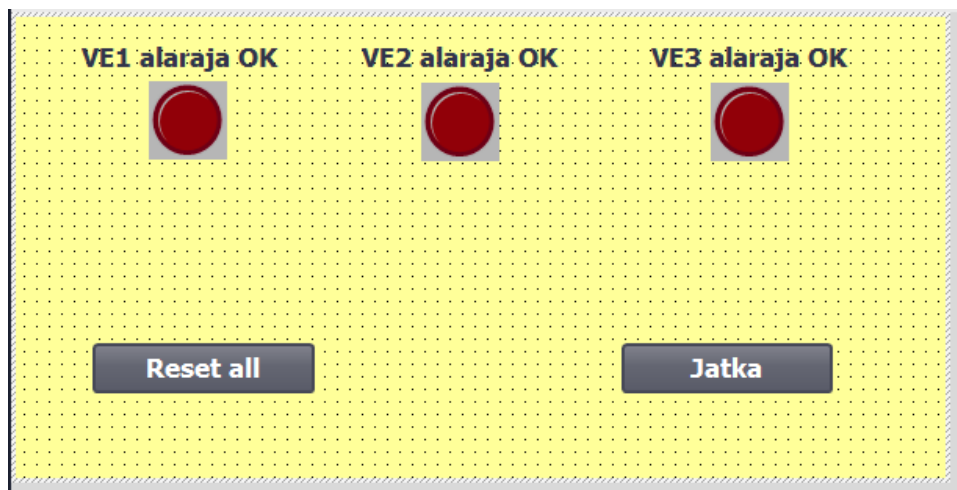 VE1 alaraja OK
VE2 alaraja OK
VE3 alaraja OK
Reset all
Jatka